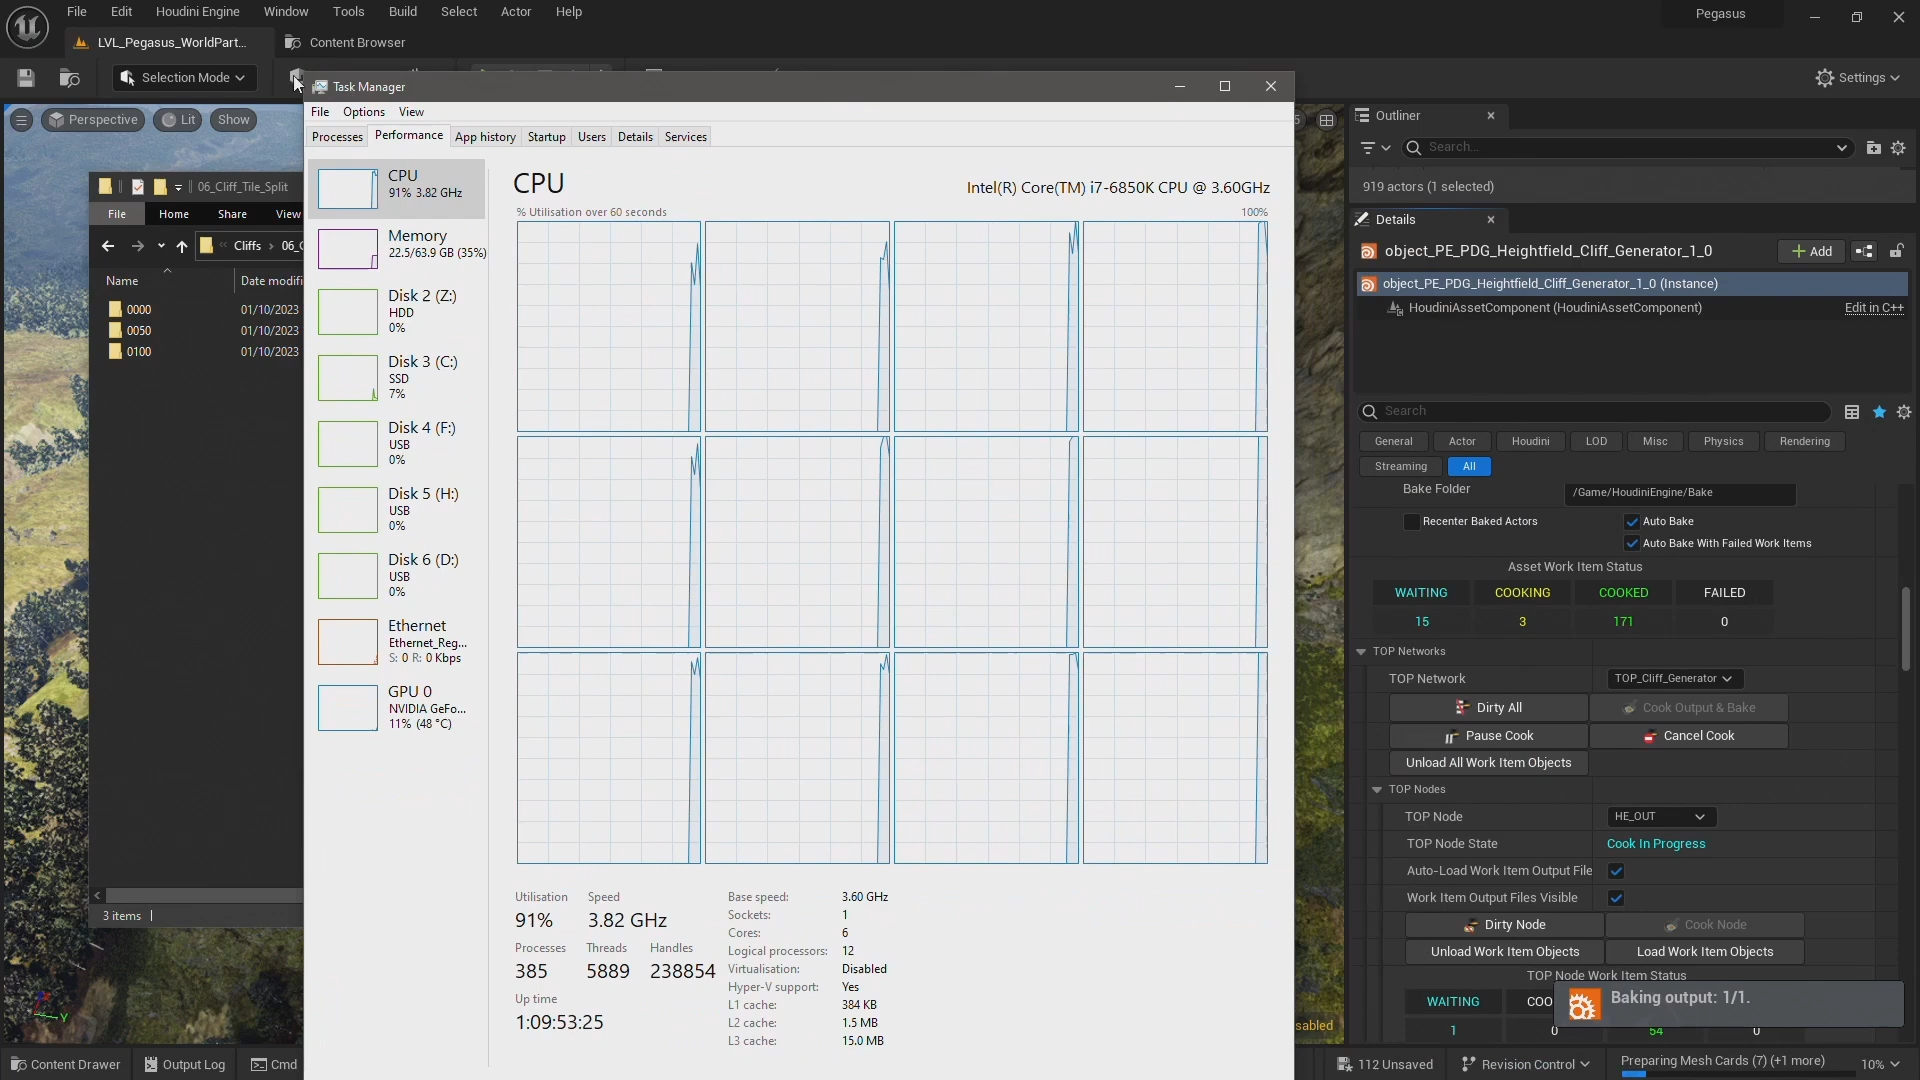 File Edit Houdini Engine Window Tools Build Select Actor Help
Pegasus
LVL_Pegasus_WorldPart...
Content Browser
Selection Mode
Settings
Perspective
Lit
Show
06_Cliff_Tile_Split
File Home Share View
Cliffs › 06_
Name Date modifi
0000 01/10/2023
0050 01/10/2023
0100 01/10/2023
3 items
Task Manager
File Options View
Processes Performance App history Startup Users Details Services
CPU
91% 3.82 GHz
Memory
22.5/63.9 GB (35%)
Disk 2 (Z:)
HDD
0%
Disk 3 (C:)
SSD
7%
Disk 4 (F:)
USB
0%
Disk 5 (H:)
USB
0%
Disk 6 (D:)
USB
0%
Ethernet
Ethernet_Reg...
S: 0 R: 0 Kbps
GPU 0
NVIDIA GeFo...
11% (48 °C)
CPU
Intel(R) Core(TM) i7-6850K CPU @ 3.60GHz
% Utilisation over 60 seconds
100%
Utilisation Speed
91% 3.82 GHz
Processes Threads Handles
385 5889 238854
Up time
1:09:53:25
Base speed: 3.60 GHz
Sockets: 1
Cores: 6
Logical processors: 12
Virtualisation: Disabled
Hyper-V support: Yes
L1 cache: 384 KB
L2 cache: 1.5 MB
L3 cache: 15.0 MB
5
sabled
Outliner
Search...
919 actors (1 selected)
Details
object_PE_PDG_Heightfield_Cliff_Generator_1_0
Add
object_PE_PDG_Heightfield_Cliff_Generator_1_0 (Instance)
HoudiniAssetComponent (HoudiniAssetComponent) Edit in C++
Search
General Actor Houdini LOD Misc Physics Rendering
Streaming All
Bake Folder /Game/HoudiniEngine/Bake
Recenter Baked Actors Auto Bake
Auto Bake With Failed Work Items
Asset Work Item Status
WAITING COOKING COOKED FAILED
15 3 171 0
TOP Networks
TOP Network TOP_Cliff_Generator
Dirty All Cook Output & Bake
Pause Cook Cancel Cook
Unload All Work Item Objects
TOP Nodes
TOP Node HE_OUT
TOP Node State Cook In Progress
Auto-Load Work Item Output File
Work Item Output Files Visible
Dirty Node Cook Node
Unload Work Item Objects Load Work Item Objects
TOP Node Work Item Status
WAITING COO
1 0 54 0
Baking output: 1/1.
Content Drawer Output Log Cmd
112 Unsaved Revision Control Preparing Mesh Cards (7) (+1 more) 10%